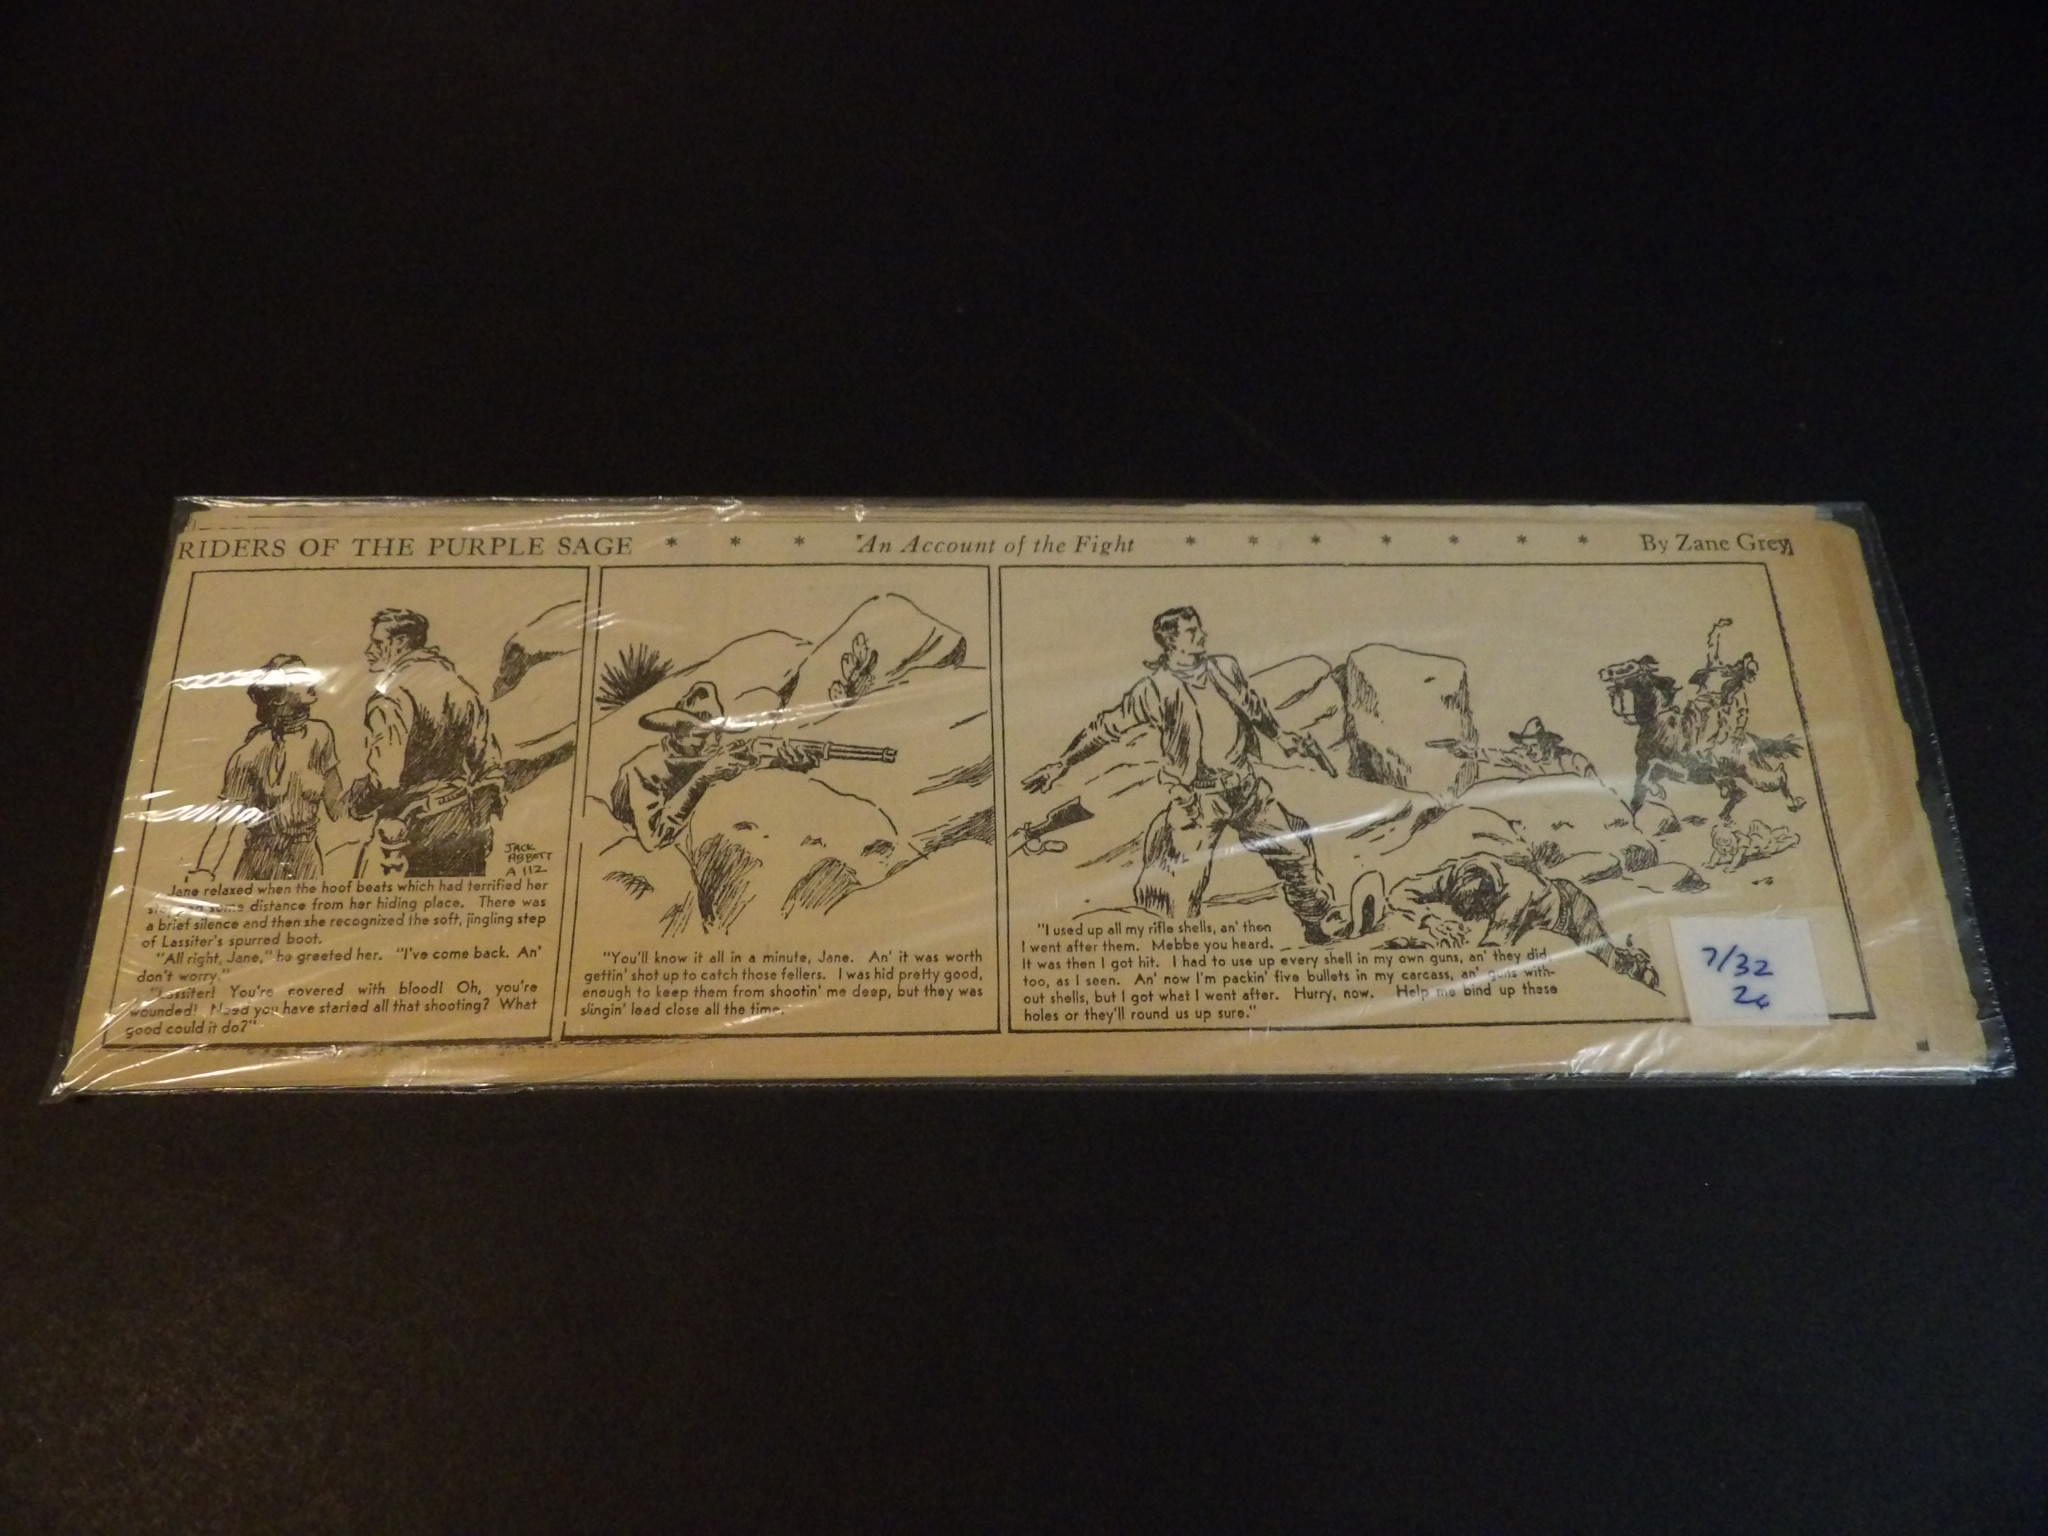 RIDERS OF THE PURPLE SAGE * * * "An Account of the Fight * * * * * * * By Zane Grey
JACK
ABBOTT
A 112
Jane relaxed when the hoof beats which had terrified her
some distance from her hiding place. There was
a brief silence and then she recognized the soft, jingling step
of Lassiter's spurred boot.
"All right, Jane," he greeted her. "I've come back. An'
don't worry."
"Lassiter! You're covered with blood! Oh, you're
wounded! Need you have started all that shooting? What
good could it do?"
"You'll know it all in a minute, Jane. An' it was worth
gettin' shot up to catch those fellers. I was hid pretty good,
enough to keep them from shootin' me deep, but they was
slingin' lead close all the time.
"I used up all my rifle shells, an' then
I went after them. Mebbe you heard.
It was then I got hit. I had to use up every shell in my own guns, an' they did,
too, as I seen. An' now I'm packin' five bullets in my carcass, an' guns with-
out shells, but I got what I went after. Hurry, now. Help me bind up these
holes or they'll round us up sure."
7/32